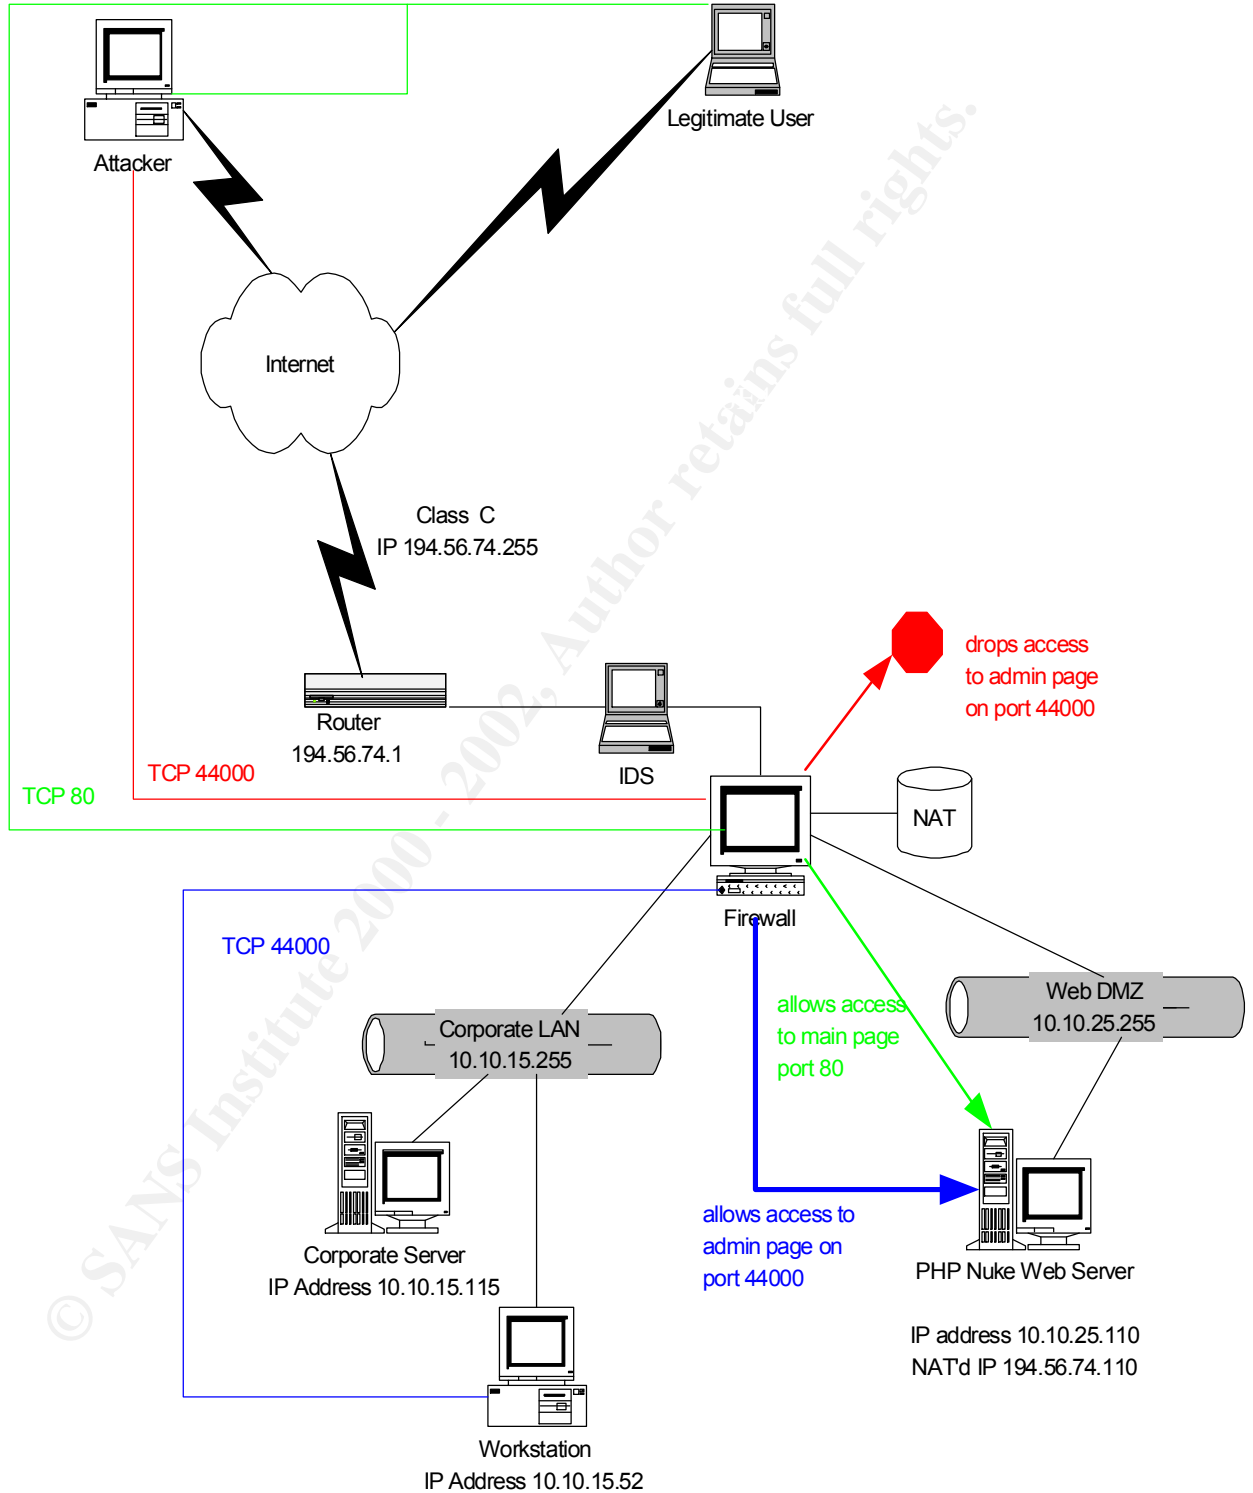 Attacker
Legitimate User
Internet
Class C
IP 194.56.74.255
Router
194.56.74.1
IDS
drops access
to admin page
on port 44000
TCP 44000
TCP 80
NAT
Firewall
TCP 44000
Corporate LAN
10.10.15.255
allows access
to main page
port 80
Web DMZ
10.10.25.255
Corporate Server
IP Address 10.10.15.115
allows access to
admin page on
port 44000
PHP Nuke Web Server
IP address 10.10.25.110
NAT'd IP 194.56.74.110
Workstation
IP Address 10.10.15.52
© SANS Institute 2000 - 2002, Author retains full rights.